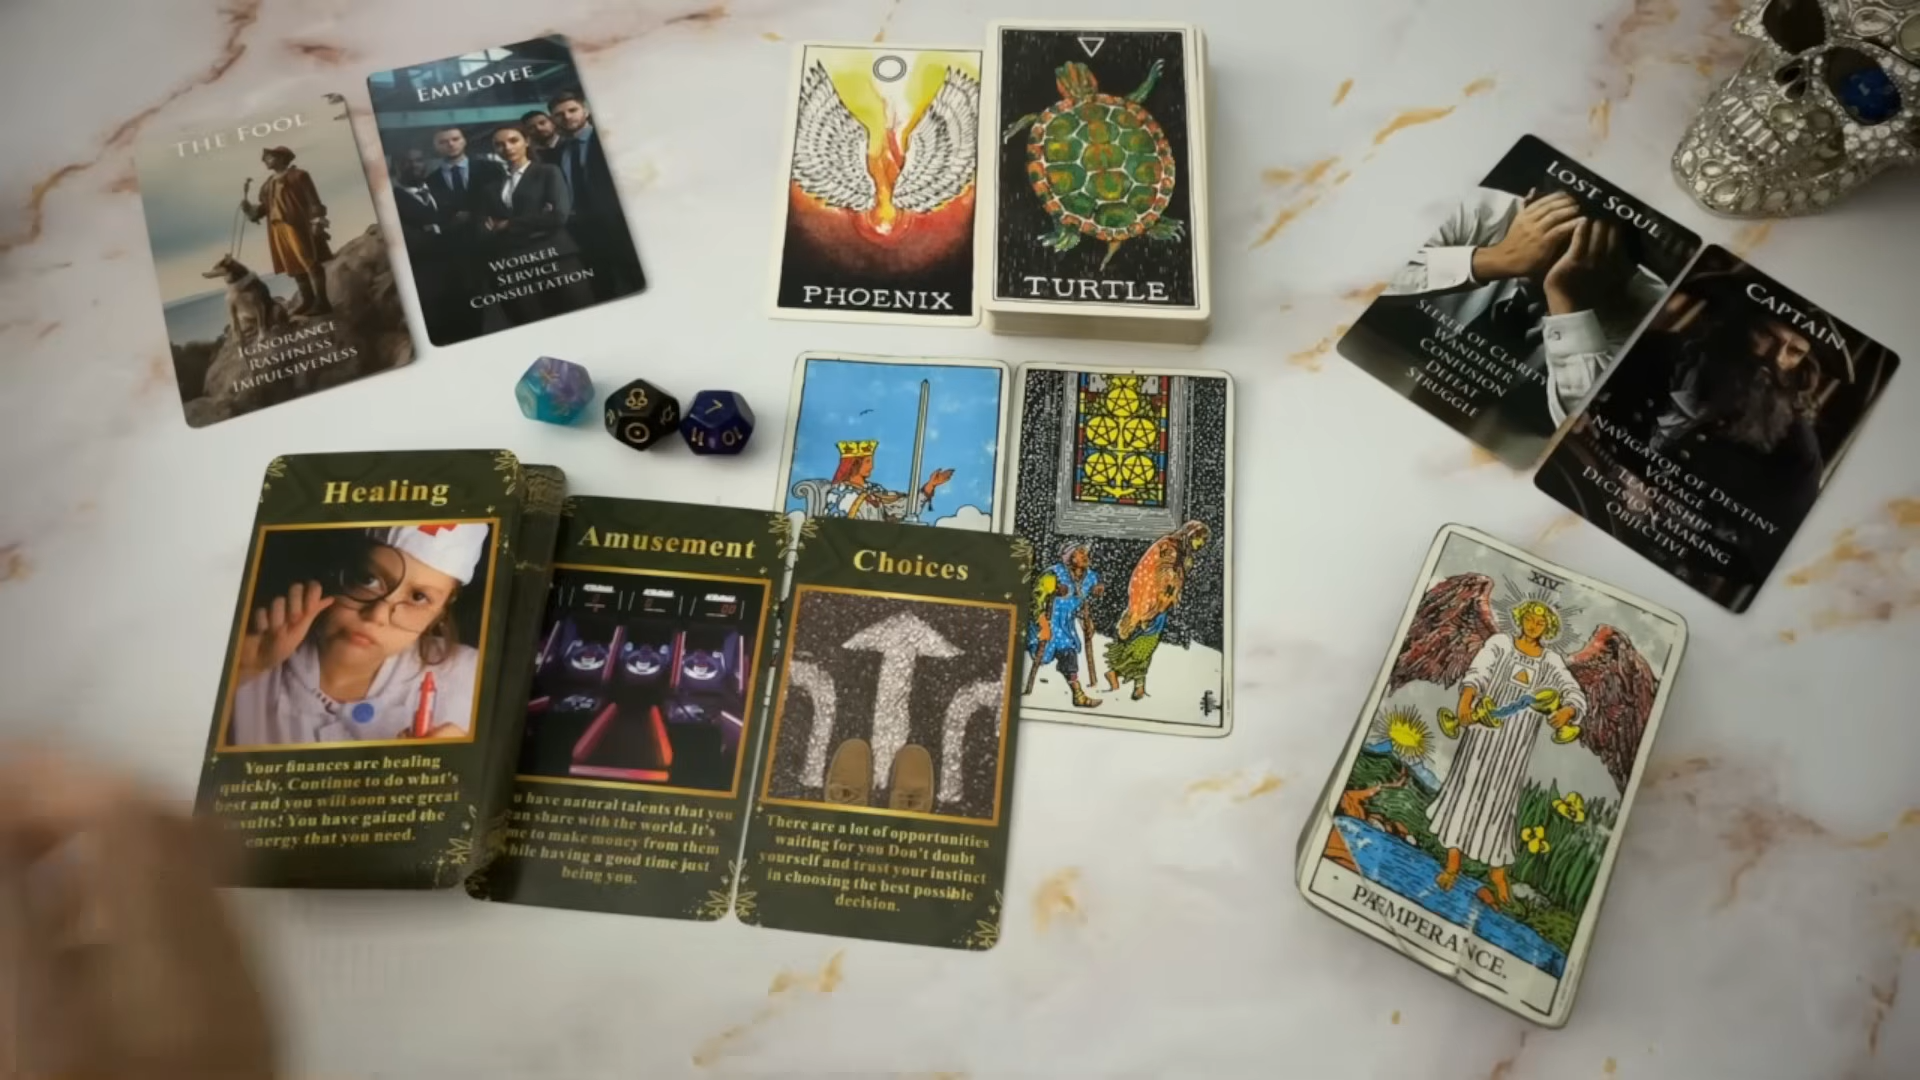 THE FOOL
IGNORANCE
RASHNESS
IMPULSIVENESS
EMPLOYEE
WORKER
SERVICE
CONSULTATION
PHOENIX
TURTLE
LOST SOUL
SEEKER OF CLARITY
WANDERER
CONFUSION
DEFEAT
STRUGGLE
CAPTAIN
NAVIGATOR OF DESTINY
VOYAGE
LEADERSHIP
DECISION MAKING
OBJECTIVE
7
11 10
Healing
Your finances are healing
quickly. Continue to do what's
best and you will soon see great
results! You have gained the
energy that you need.
Amusement
have natural talents that you
can share with the world. It's
to make money from them
while having a good time just
being you.
Choices
There are a lot of opportunities
waiting for you Don't doubt
yourself and trust your instinct
in choosing the best possible
decision.
XIV